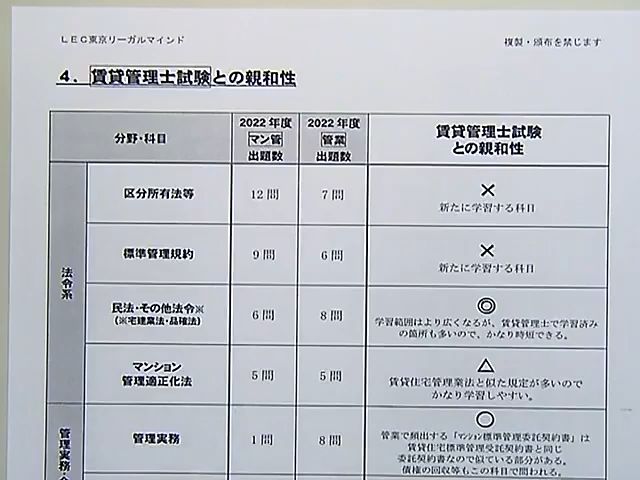 LEC東京リーガルマインド
複製・頒布を禁じます
4. 賃貸管理士試験との親和性
分野・科目
2022年度
マン管
出題数
2022年度
管業
出題数
賃貸管理士試験
との親和性
法令系
区分所有法等
12問
7問
×
新たに学習する科目
標準管理規約
9問
6問
×
新たに学習する科目
民法・その他法令※
(※宅建業法・品確法)
6問
8問
◎
学習範囲はより広くなるが、賃貸管理士で学習済み
の箇所も多いので、かなり時短できる。
マンション
管理適正化法
5問
5問
△
賃貸住宅管理業法と似た規定が多いので
かなり学習しやすい。
管理実務・
管理実務
1問
8問
○
管業で頻出する「マンション標準管理委託契約書」は
賃貸住宅標準管理受託契約書と同じ
委託契約書なので似ている部分がある。
債権の回収等もこの科目で問われる。